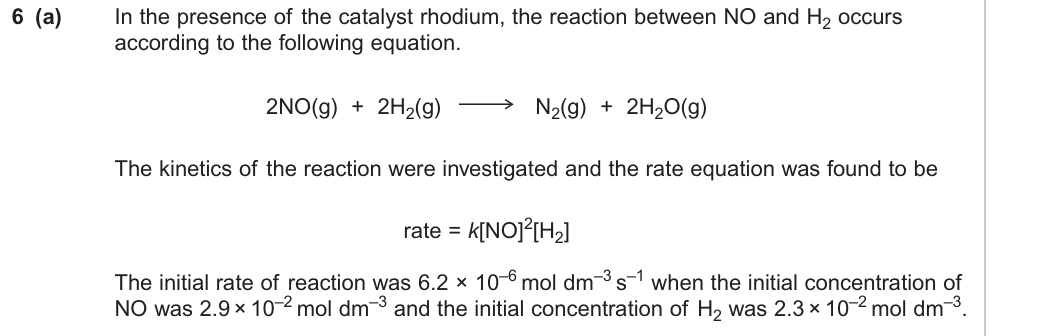 6 (a) In the presence of the catalyst rhodium, the reaction between NO and H₂ occurs
according to the following equation.
2NO(g) + 2H₂(g) ⟶ N₂(g) + 2H₂O(g)
The kinetics of the reaction were investigated and the rate equation was found to be
rate = k[NO]²[H₂]
The initial rate of reaction was 6.2 × 10⁻⁶ mol dm⁻³ s⁻¹ when the initial concentration of
NO was 2.9 × 10⁻² mol dm⁻³ and the initial concentration of H₂ was 2.3 × 10⁻² mol dm⁻³.